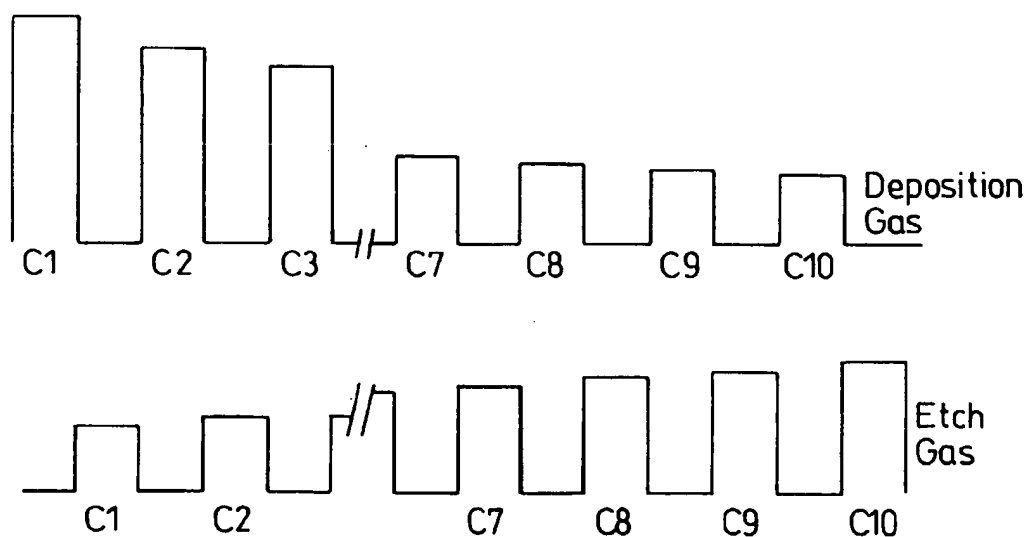 C1 C2 C3 C7 C8 C9 C10
Deposition
Gas
C1 C2 C7 C8 C9 C10
Etch
Gas